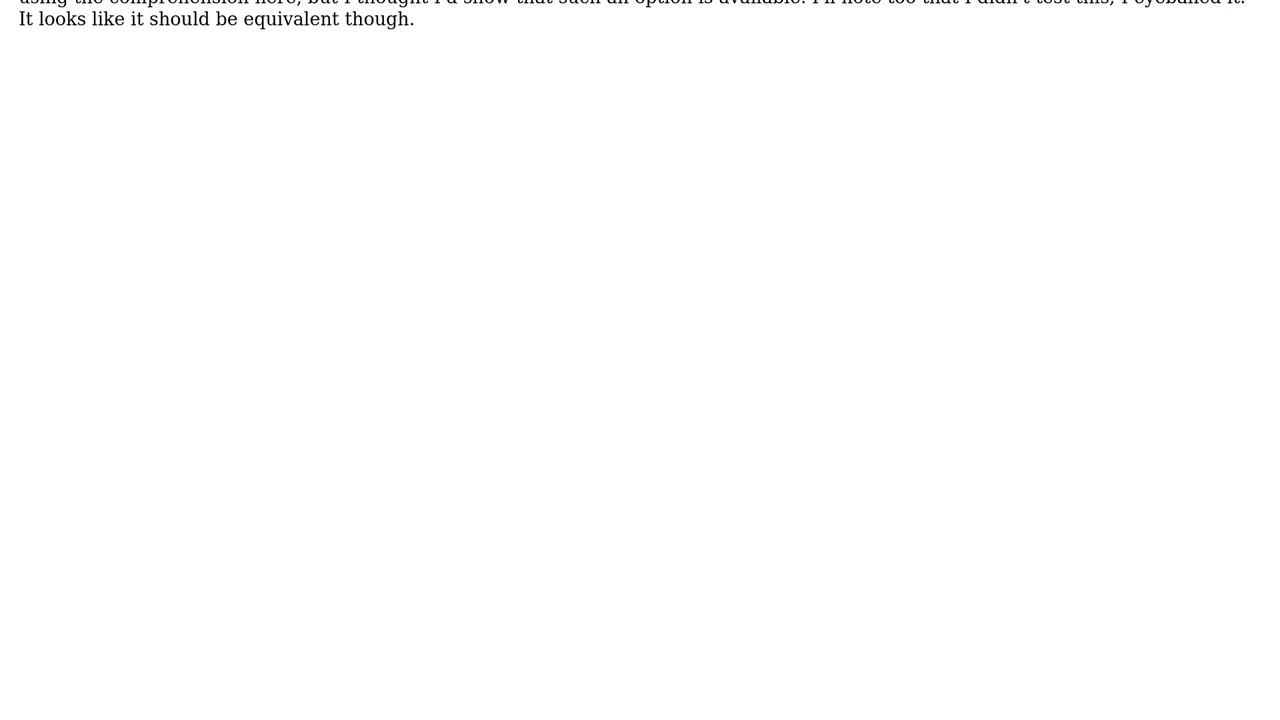 using the comprehension here, but I thought I'd show that such an option is available. I'll note too that I didn't test this; I eyeballed it.
It looks like it should be equivalent though.